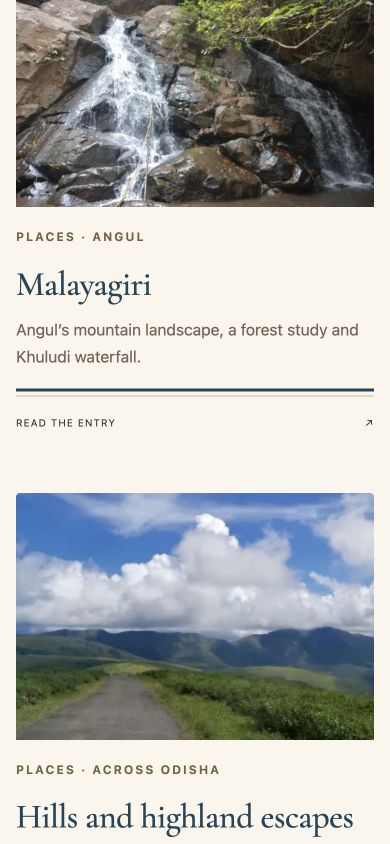 PLACES · ANGUL
Malayagiri
Angul’s mountain landscape, a forest study and
Khuludi waterfall.
READ THE ENTRY ↗
PLACES · ACROSS ODISHA
Hills and highland escapes